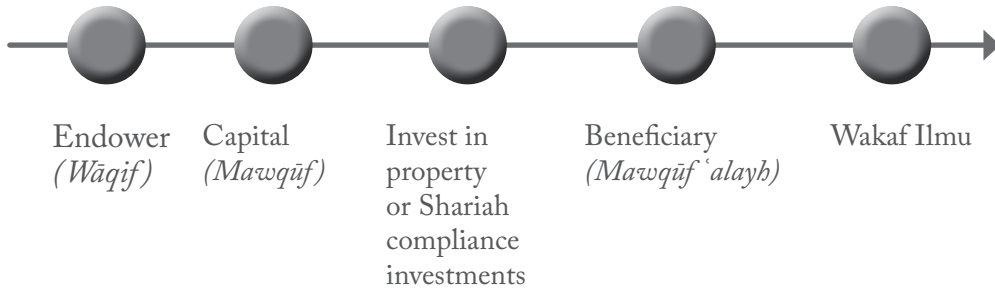 Endower
(Wāqif)
Capital
(Mawqūf)
Invest in
property
or Shariah
compliance
investments
Beneficiary
(Mawqūf ʿalayh)
Wakaf Ilmu